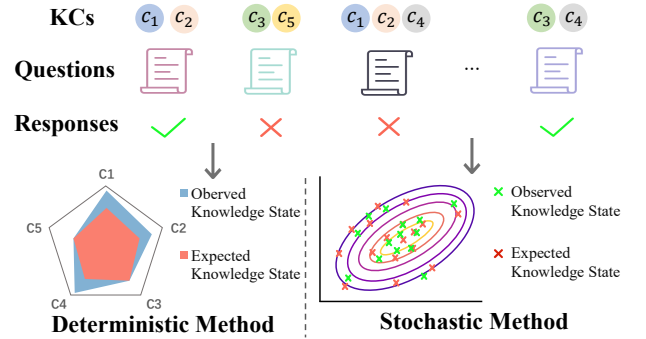 KCs c1 c2 c3 c5 c1 c2 c4 c3 c4
Questions ...
Responses
C1
C2
C3
C4
C5
Oberved
Knowledge State
Expected
Knowledge State
Deterministic Method
Observed
Knowledge State
Expected
Knowledge State
Stochastic Method